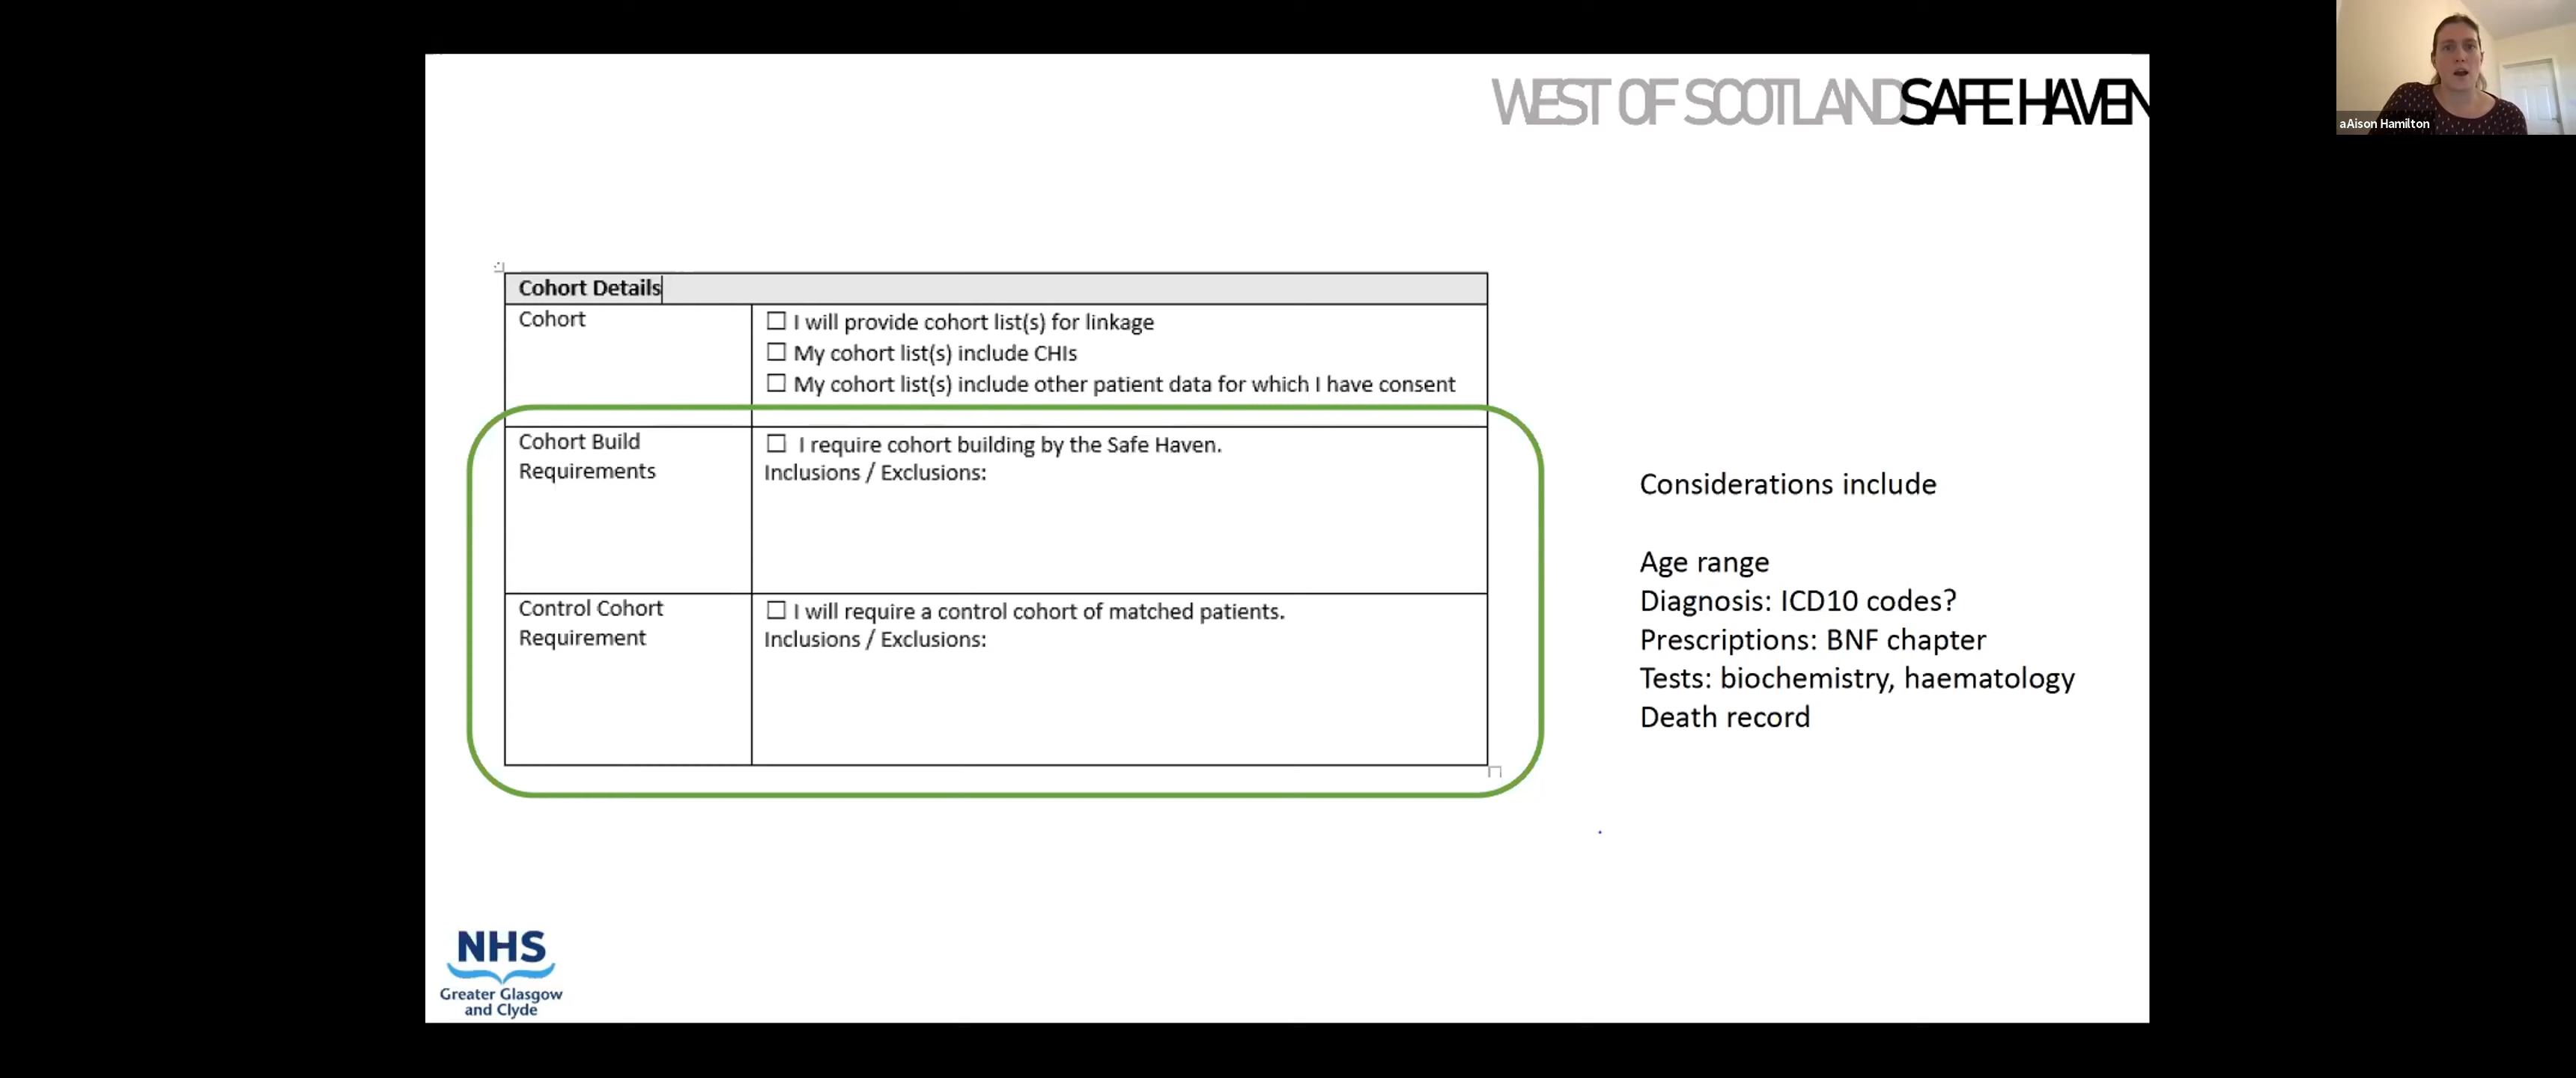 WEST OF SCOTLANDSAFE HAVEN
aAison Hamilton
Cohort Details
Cohort
☐ I will provide cohort list(s) for linkage
☐ My cohort list(s) include CHIs
☐ My cohort list(s) include other patient data for which I have consent
Cohort Build
Requirements
☐ I require cohort building by the Safe Haven.
Inclusions / Exclusions:
Control Cohort
Requirement
☐ I will require a control cohort of matched patients.
Inclusions / Exclusions:
Considerations include
Age range
Diagnosis: ICD10 codes?
Prescriptions: BNF chapter
Tests: biochemistry, haematology
Death record
NHS
Greater Glasgow
and Clyde